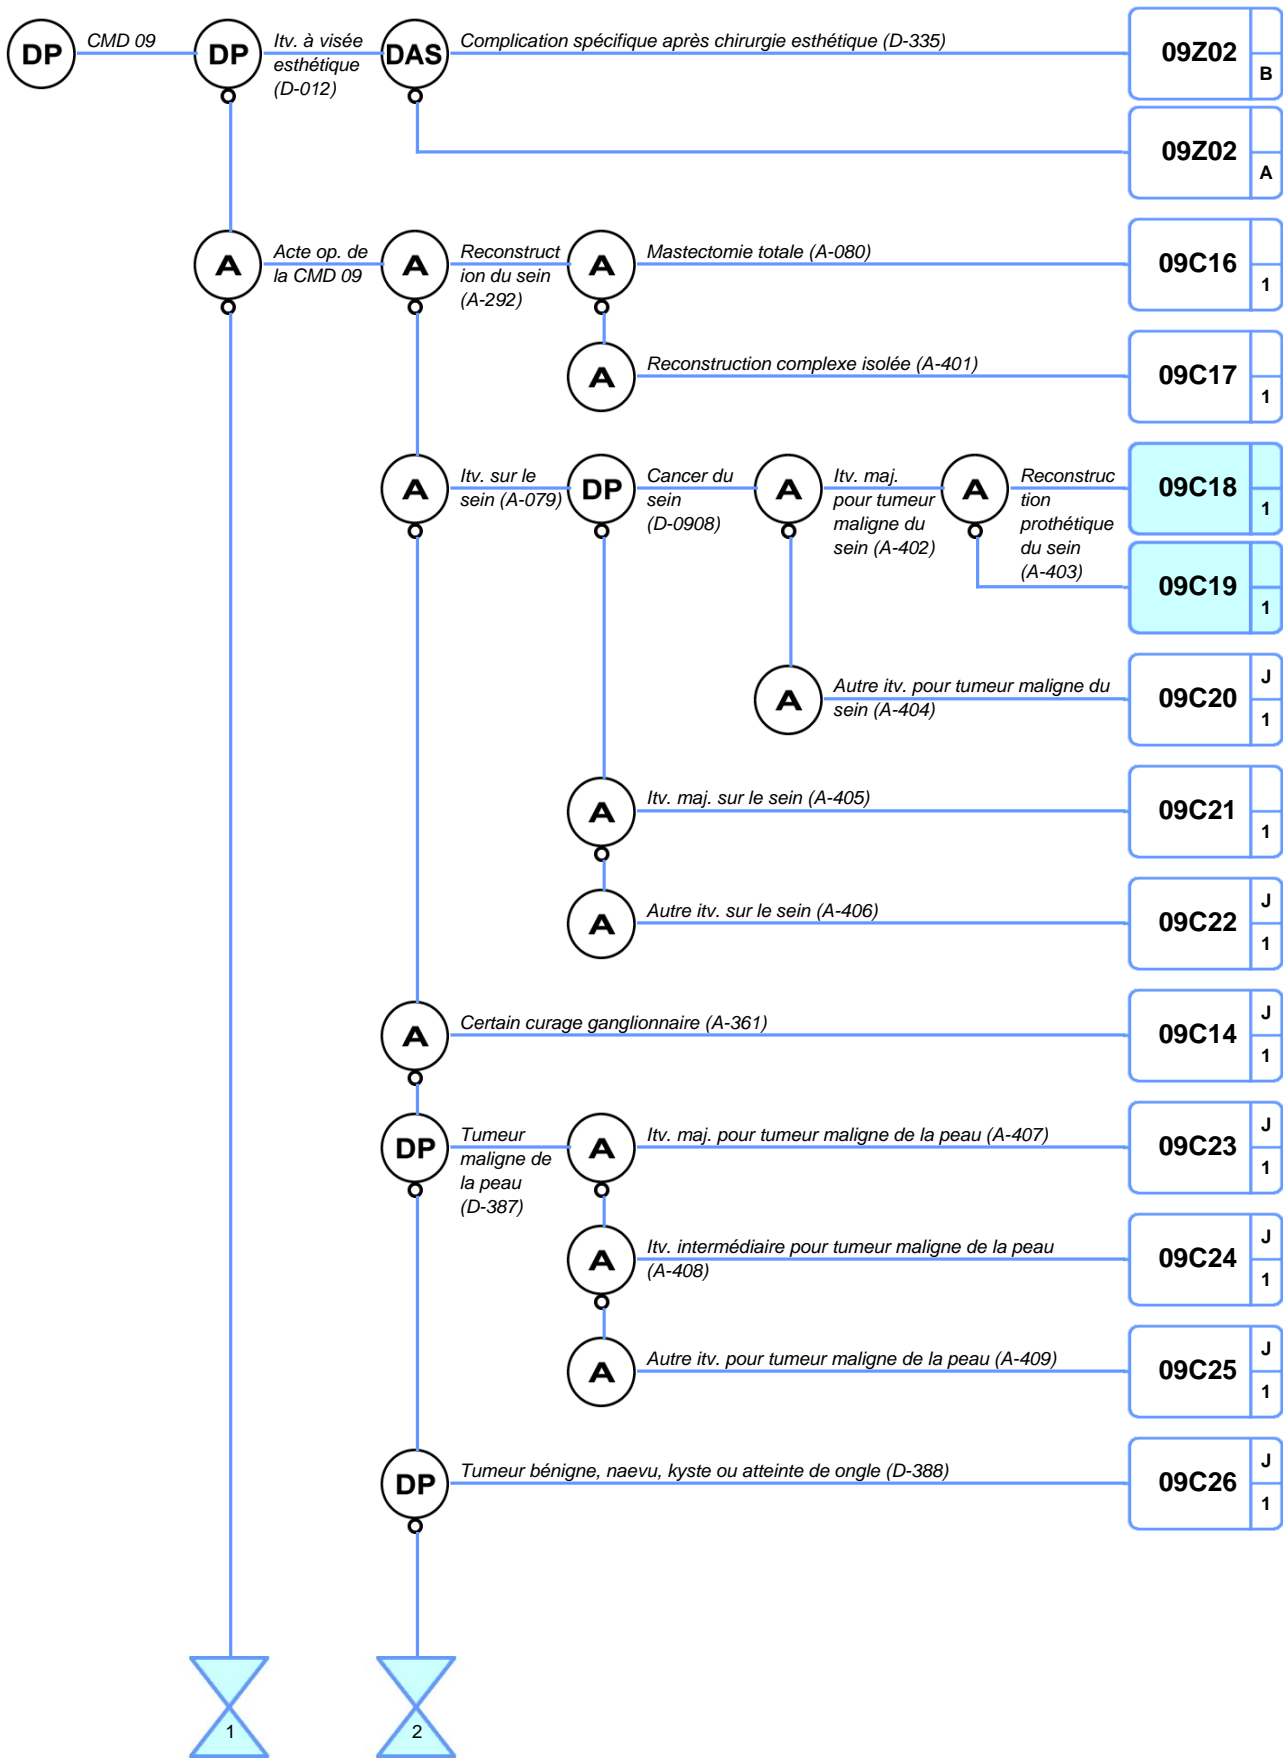 DP
CMD 09
DP
Itv. à visée
esthétique
(D-012)
DAS
Complication spécifique après chirurgie esthétique (D-335)
09Z02
B
09Z02
A
A
Acte op. de
la CMD 09
A
Reconstruct
ion du sein
(A-292)
A
Mastectomie totale (A-080)
09C16
1
A
Reconstruction complexe isolée (A-401)
09C17
1
A
Itv. sur le
sein (A-079)
DP
Cancer du
sein
(D-0908)
A
Itv. maj.
pour tumeur
maligne du
sein (A-402)
A
Reconstruc
tion
prothétique
du sein
(A-403)
09C18
1
09C19
1
A
Autre itv. pour tumeur maligne du
sein (A-404)
09C20
J
1
A
Itv. maj. sur le sein (A-405)
09C21
1
A
Autre itv. sur le sein (A-406)
09C22
J
1
A
Certain curage ganglionnaire (A-361)
09C14
J
1
DP
Tumeur
maligne de
la peau
(D-387)
A
Itv. maj. pour tumeur maligne de la peau (A-407)
09C23
J
1
A
Itv. intermédiaire pour tumeur maligne de la peau
(A-408)
09C24
J
1
A
Autre itv. pour tumeur maligne de la peau (A-409)
09C25
J
1
DP
Tumeur bénigne, naevu, kyste ou atteinte de ongle (D-388)
09C26
J
1
1
2